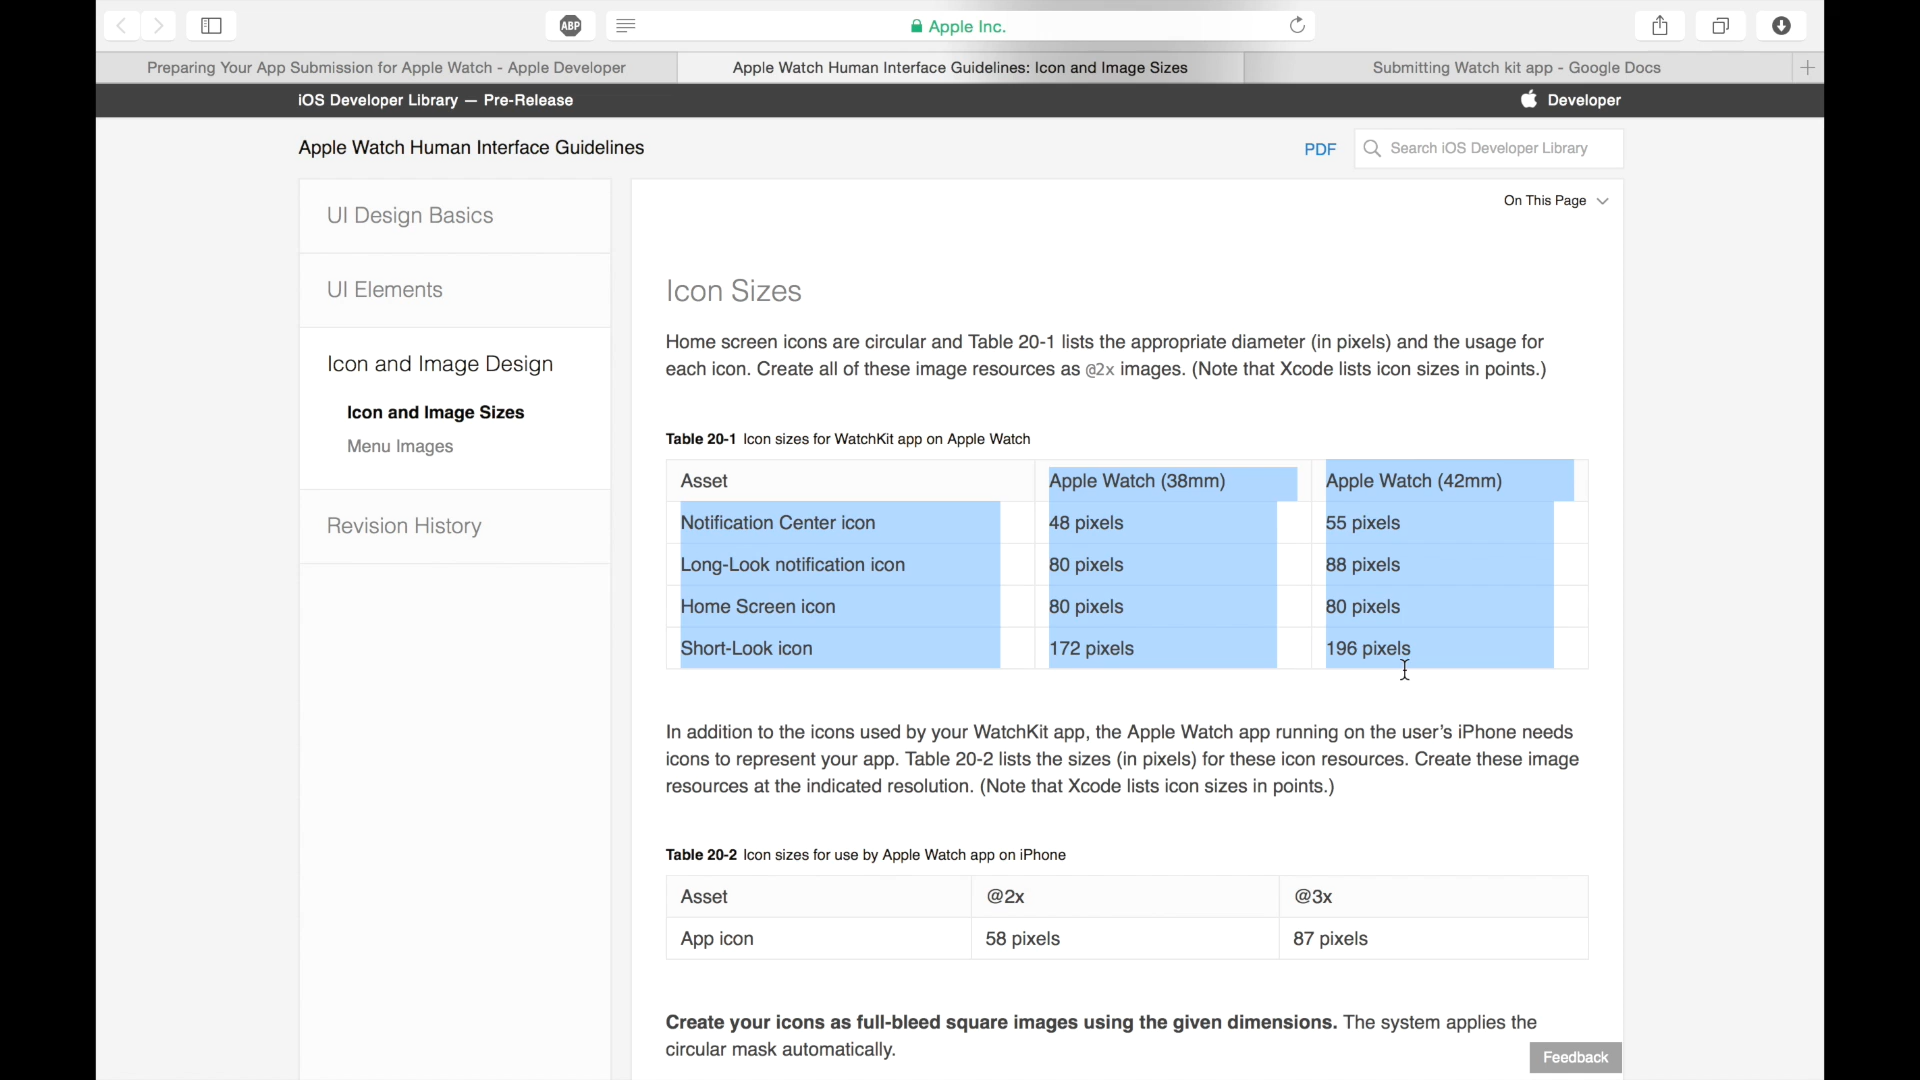 ABP
Apple Inc.
Preparing Your App Submission for Apple Watch - Apple Developer
Apple Watch Human Interface Guidelines: Icon and Image Sizes
Submitting Watch kit app - Google Docs
iOS Developer Library — Pre-Release
Developer
Apple Watch Human Interface Guidelines
PDF
Search iOS Developer Library
UI Design Basics
UI Elements
Icon and Image Design
Icon and Image Sizes
Menu Images
Revision History
On This Page
Icon Sizes
Home screen icons are circular and Table 20-1 lists the appropriate diameter (in pixels) and the usage for
each icon. Create all of these image resources as @2x images. (Note that Xcode lists icon sizes in points.)
Table 20-1 Icon sizes for WatchKit app on Apple Watch
Asset Apple Watch (38mm) Apple Watch (42mm)
Notification Center icon 48 pixels 55 pixels
Long-Look notification icon 80 pixels 88 pixels
Home Screen icon 80 pixels 80 pixels
Short-Look icon 172 pixels 196 pixels
In addition to the icons used by your WatchKit app, the Apple Watch app running on the user’s iPhone needs
icons to represent your app. Table 20-2 lists the sizes (in pixels) for these icon resources. Create these image
resources at the indicated resolution. (Note that Xcode lists icon sizes in points.)
Table 20-2 Icon sizes for use by Apple Watch app on iPhone
Asset @2x @3x
App icon 58 pixels 87 pixels
Create your icons as full-bleed square images using the given dimensions. The system applies the
circular mask automatically.
Feedback